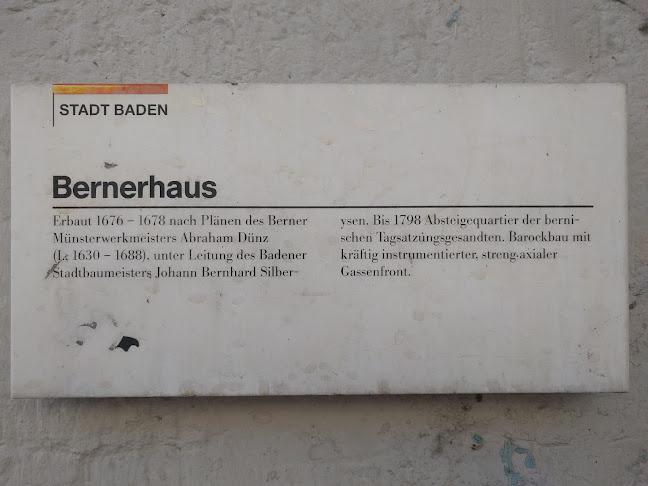 STADT BADEN
Bernerhaus
Erbaut 1676 – 1678 nach Plänen des Berner
Münsterwerkmeisters Abraham Dünz
(I.; 1630 – 1688), unter Leitung des Badener
Stadtbaumeisters Johann Bernhard Silber-
ysen. Bis 1798 Absteigequartier der berni-
schen Tagsatzungsgesandten. Barockbau mit
kräftig instrumentierter, streng axialer
Gassenfront.